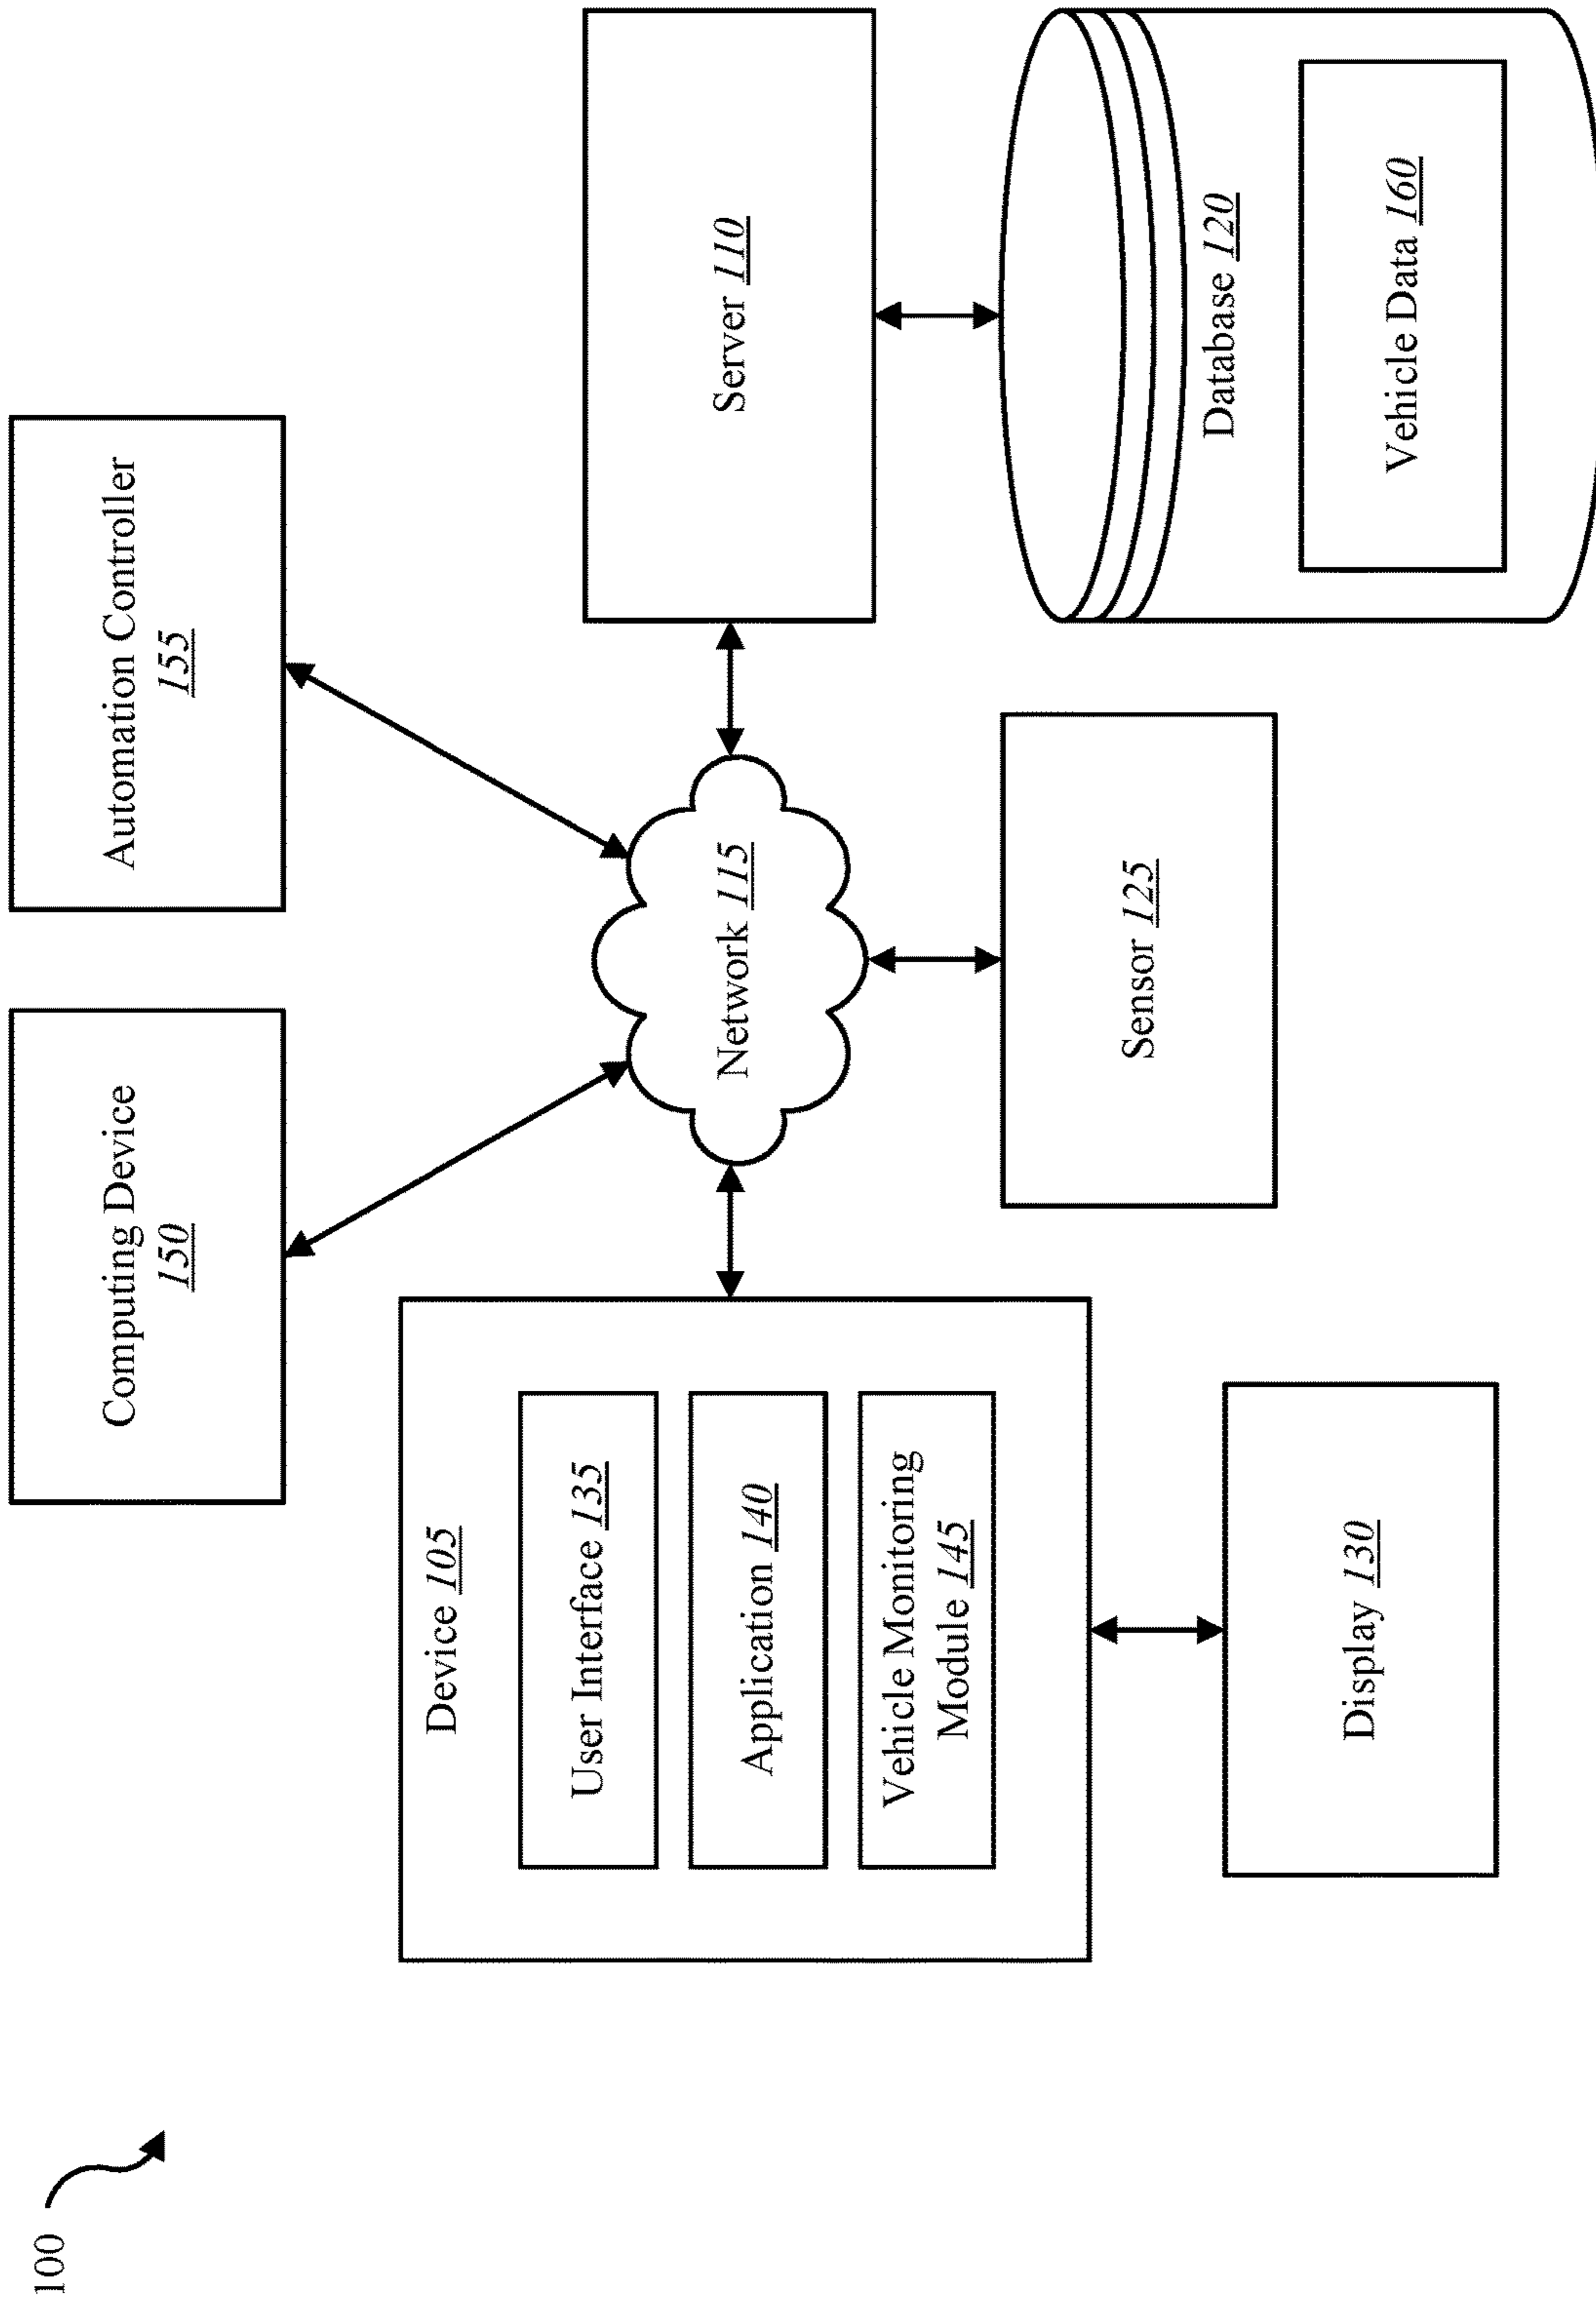 100
Computing Device
150
Automation Controller
155
Device 105
User Interface 135
Application 140
Vehicle Monitoring
Module 145
Network 115
Server 110
Display 130
Sensor 125
Database 120
Vehicle Data 160